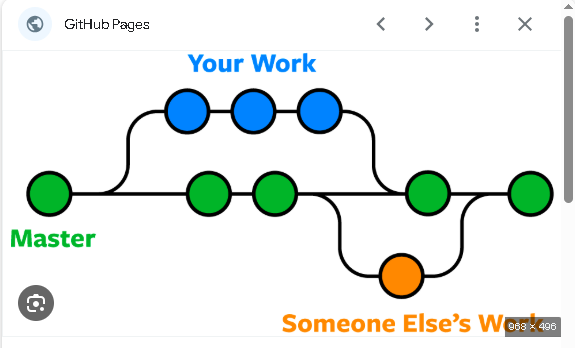 GitHub Pages
Your Work
Master
Someone Else's Work
968 × 496